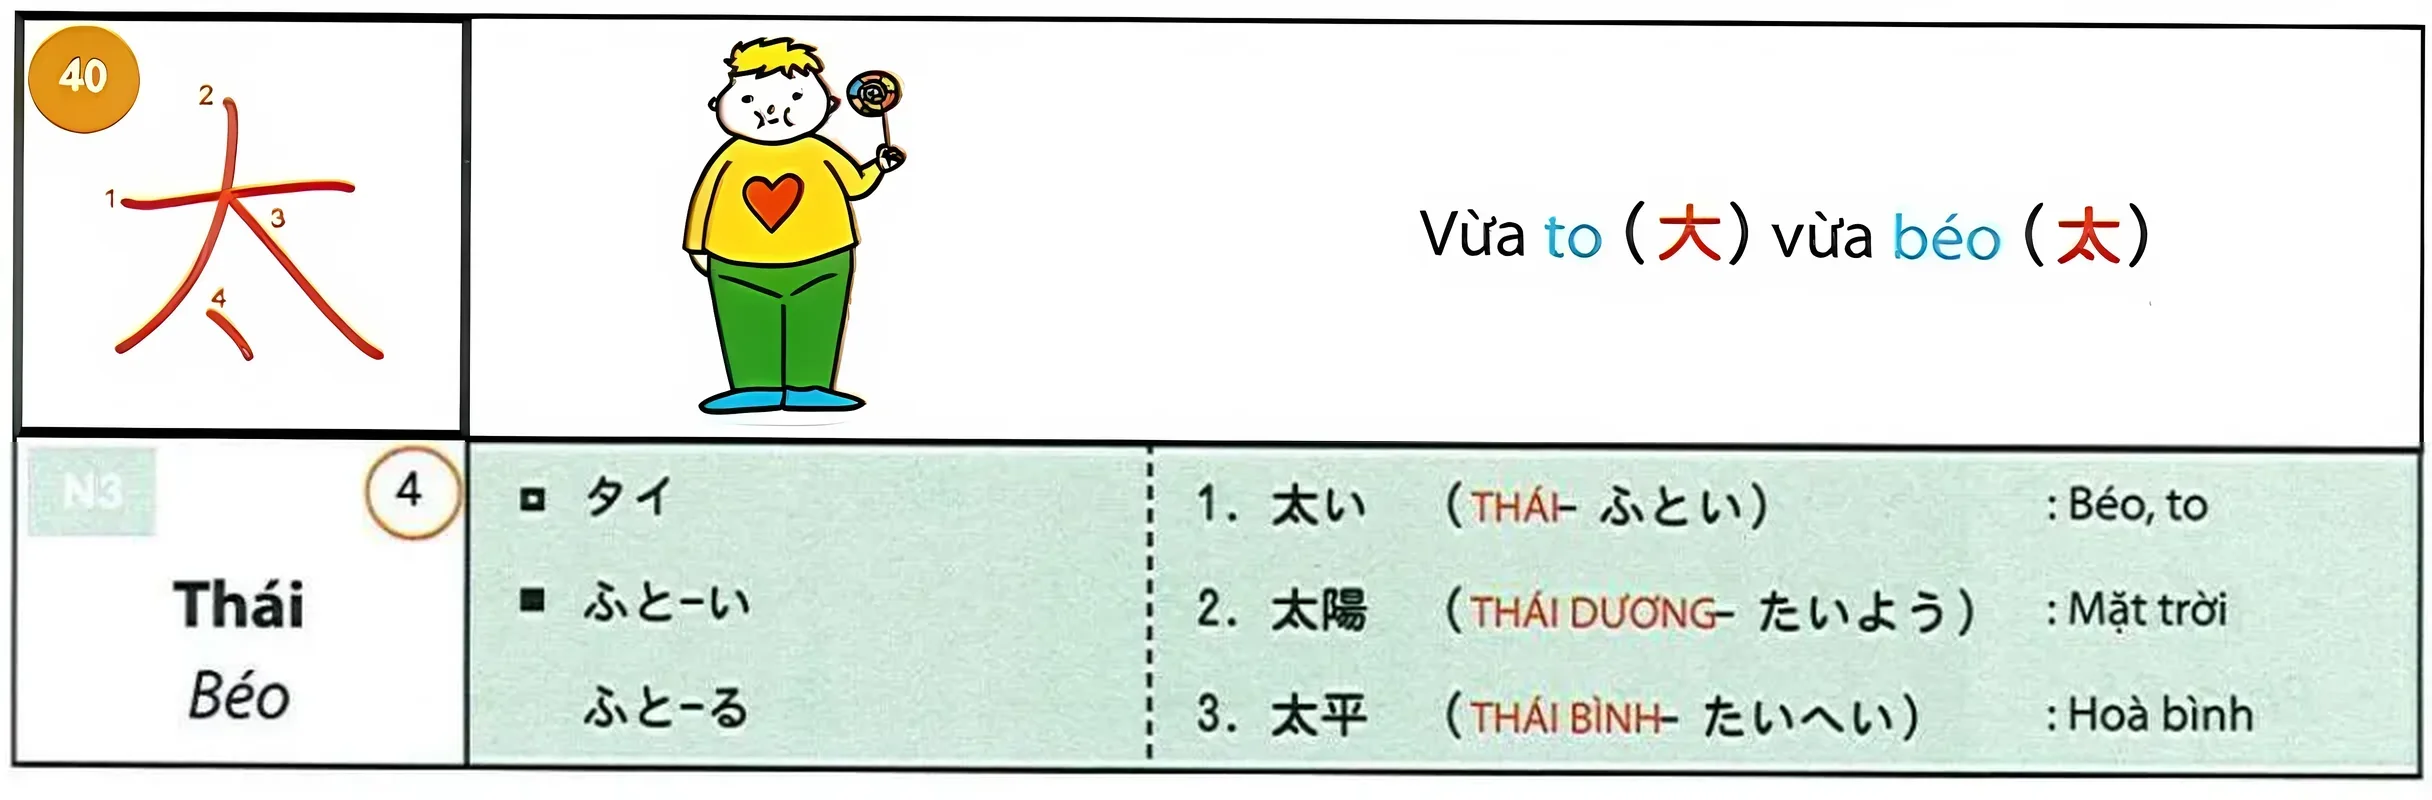 40
2
1
3
4
Vừa to (大) vừa béo (太)
N3
4
Thái
Béo
タイ
ふと-い
ふと-る
1. 太い (THÁI- ふとい) : Béo, to
2. 太陽 (THÁI DƯƠNG- たいよう) : Mặt trời
3. 太平 (THÁI BÌNH- たいへい) : Hoà bình